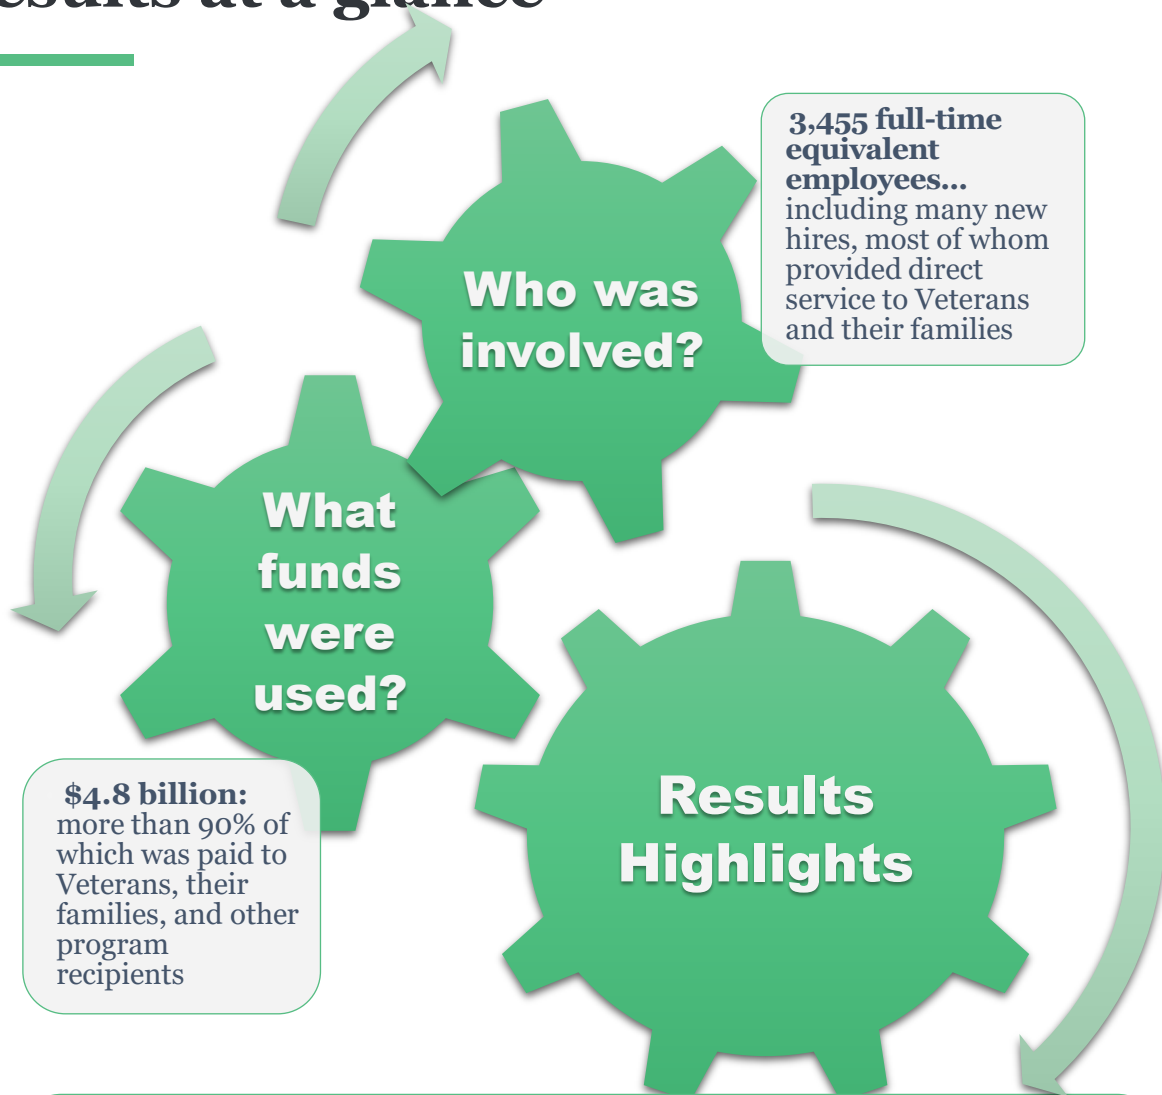 at a glance
Who was
involved?
3,455 full-time
equivalent
employees...
including many new
hires, most of whom
provided direct
service to Veterans
and their families
What
funds
were
used?
$4.8 billion:
more than 90% of
which was paid to
Veterans, their
families, and other
program
recipients
Results
Highlights